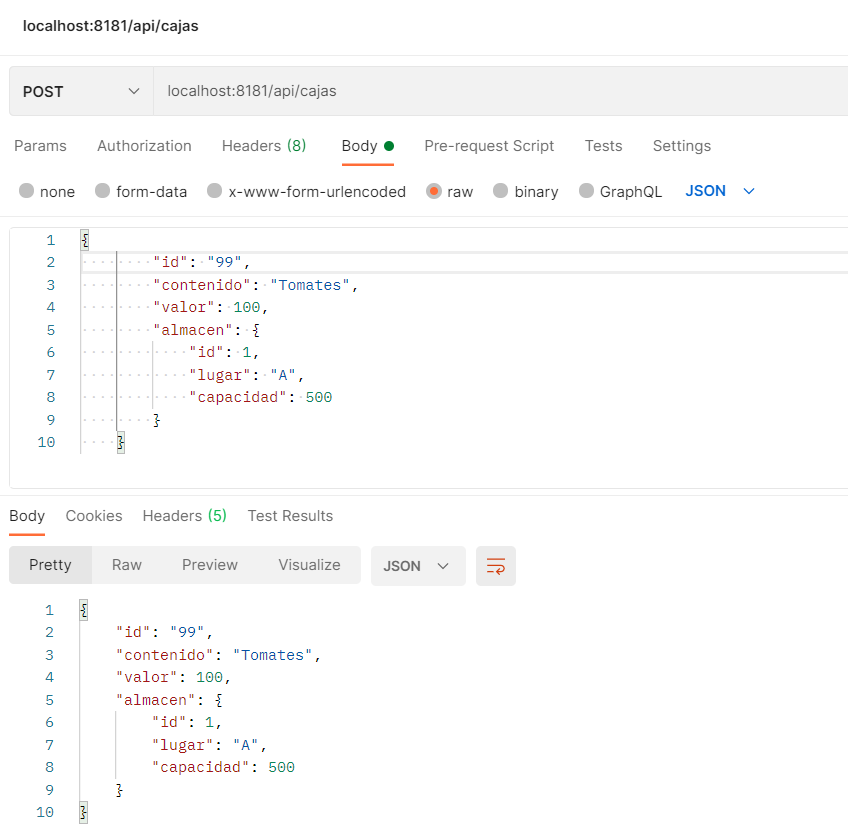 localhost:8181/api/cajas
POST localhost:8181/api/cajas
Params Authorization Headers (8) Body Pre-request Script Tests Settings
none form-data x-www-form-urlencoded raw binary GraphQL JSON
1 {
2 "id": "99",
3 "contenido": "Tomates",
4 "valor": 100,
5 "almacen": {
6 "id": 1,
7 "lugar": "A",
8 "capacidad": 500
9 }
10 }
Body Cookies Headers (5) Test Results
Pretty Raw Preview Visualize JSON
1 {
2 "id": "99",
3 "contenido": "Tomates",
4 "valor": 100,
5 "almacen": {
6 "id": 1,
7 "lugar": "A",
8 "capacidad": 500
9 }
10 }